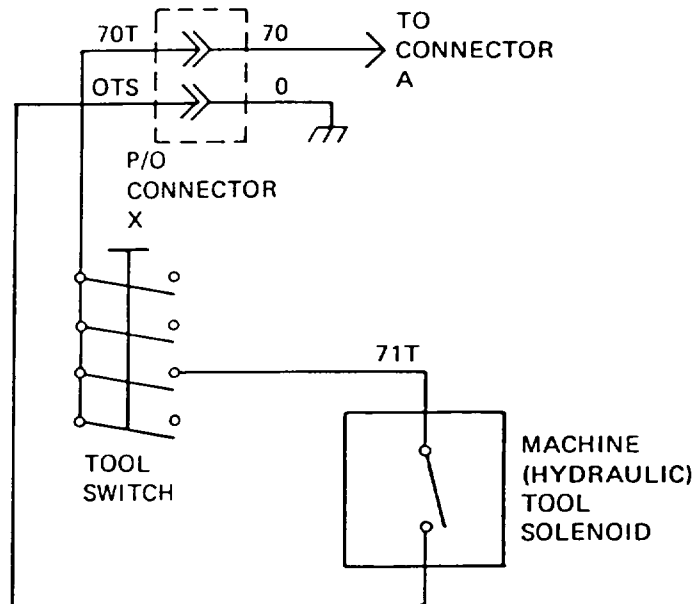 70T
70
TO
CONNECTOR
A
OTS
0
P/O
CONNECTOR
X
71T
TOOL
SWITCH
MACHINE
(HYDRAULIC)
TOOL
SOLENOID